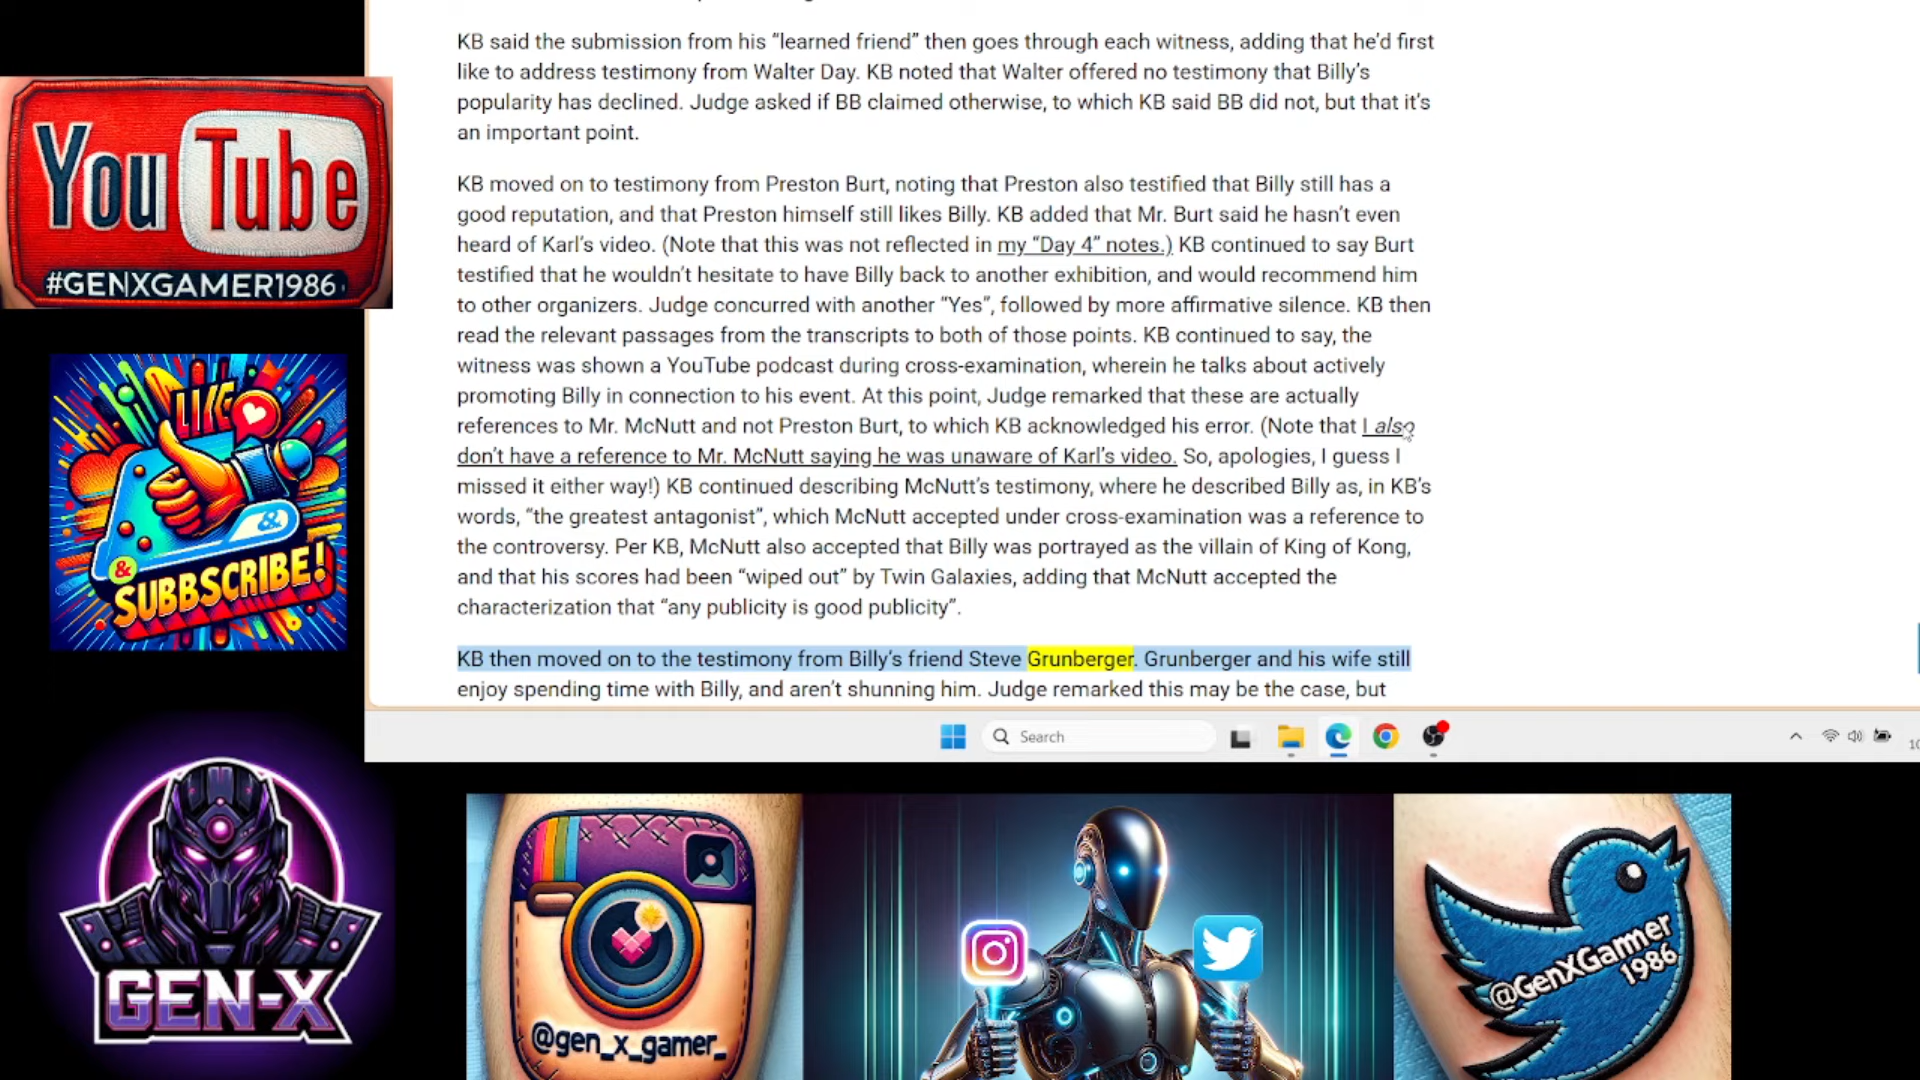 KB said the submission from his “learned friend” then goes through each witness, adding that he’d first
like to address testimony from Walter Day. KB noted that Walter offered no testimony that Billy’s
popularity has declined. Judge asked if BB claimed otherwise, to which KB said BB did not, but that it’s
an important point.
KB moved on to testimony from Preston Burt, noting that Preston also testified that Billy still has a
good reputation, and that Preston himself still likes Billy. KB added that Mr. Burt said he hasn’t even
heard of Karl’s video. (Note that this was not reflected in my “Day 4” notes.) KB continued to say Burt
testified that he wouldn’t hesitate to have Billy back to another exhibition, and would recommend him
to other organizers. Judge concurred with another “Yes”, followed by more affirmative silence. KB then
read the relevant passages from the transcripts to both of those points. KB continued to say, the
witness was shown a YouTube podcast during cross-examination, wherein he talks about actively
promoting Billy in connection to his event. At this point, Judge remarked that these are actually
references to Mr. McNutt and not Preston Burt, to which KB acknowledged his error. (Note that I also
don’t have a reference to Mr. McNutt saying he was unaware of Karl’s video. So, apologies, I guess I
missed it either way!) KB continued describing McNutt’s testimony, where he described Billy as, in KB’s
words, “the greatest antagonist”, which McNutt accepted under cross-examination was a reference to
the controversy. Per KB, McNutt also accepted that Billy was portrayed as the villain of King of Kong,
and that his scores had been “wiped out” by Twin Galaxies, adding that McNutt accepted the
characterization that “any publicity is good publicity”.
KB then moved on to the testimony from Billy’s friend Steve Grunberger. Grunberger and his wife still
enjoy spending time with Billy, and aren’t shunning him. Judge remarked this may be the case, but
Search
10
YouTube
#GENXGAMER1986
LIKE
&
&
SUBBSCRIBE!
GEN-X
@gen_x_gamer_
@GenXGamer
1986